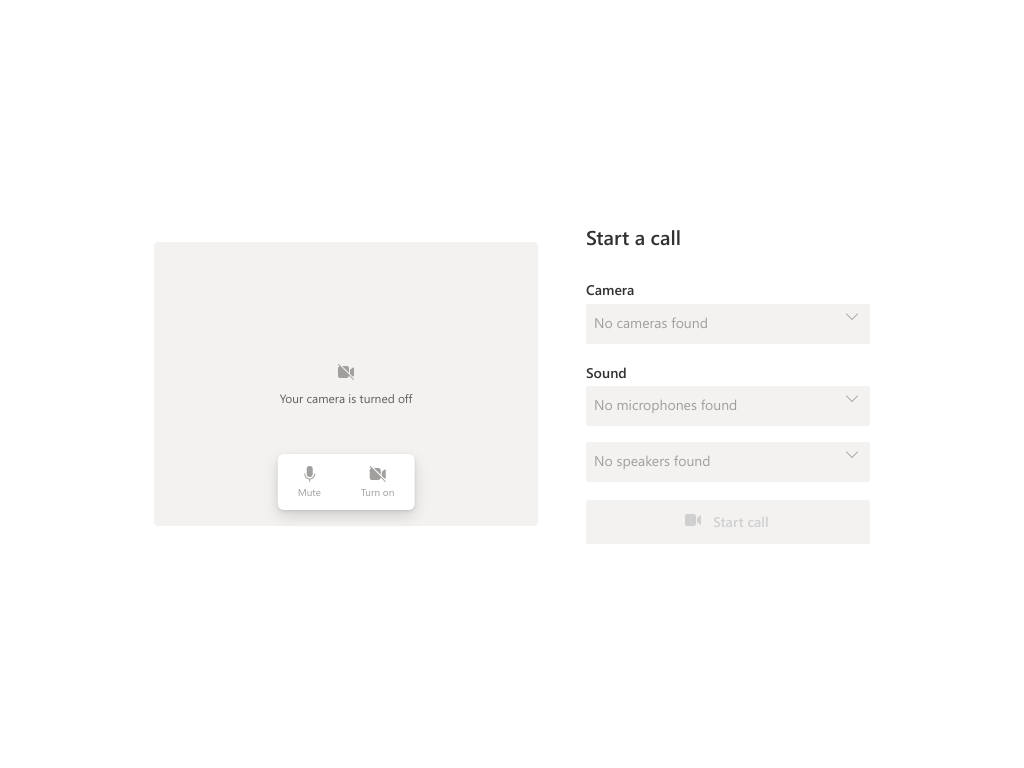 Start a call
Camera
No cameras found
Your camera is turned off
Mute
Turn on
Sound
No microphones found
No speakers found
Start call